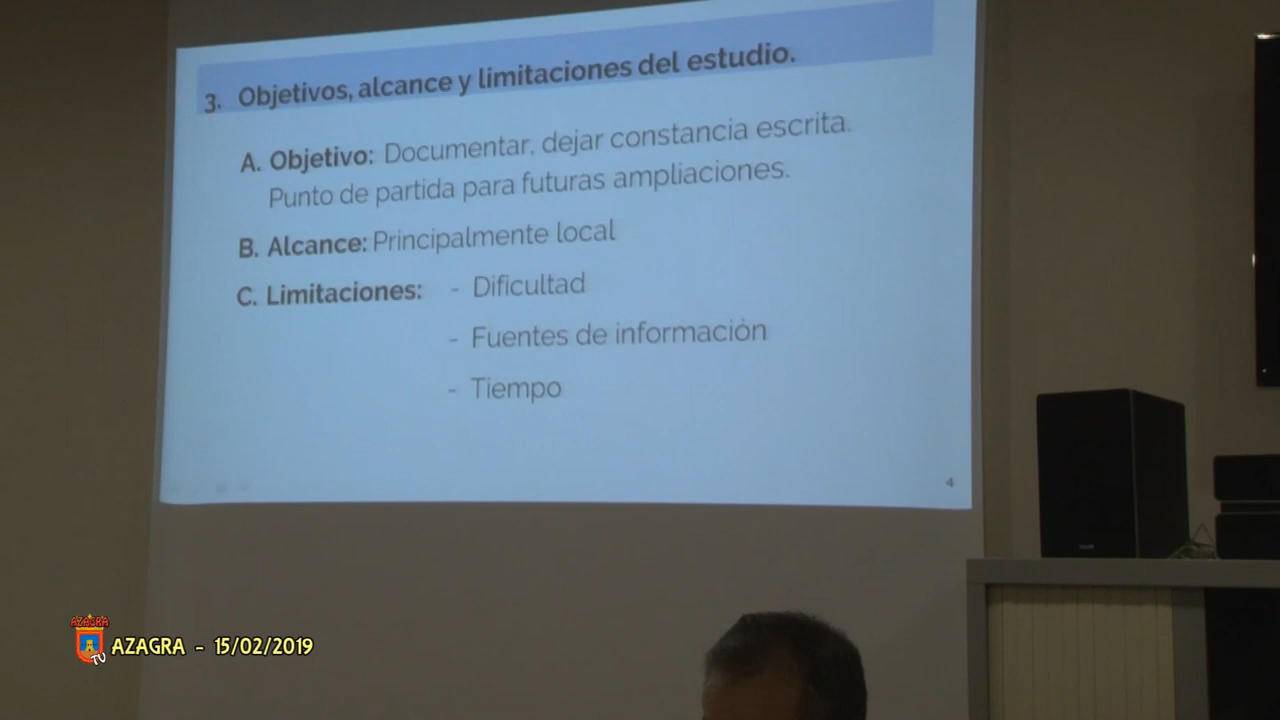 3. Objetivos, alcance y limitaciones del estudio.
A. Objetivo: Documentar, dejar constancia escrita.
Punto de partida para futuras ampliaciones.
B. Alcance: Principalmente local
C. Limitaciones: - Dificultad
- Fuentes de información
- Tiempo
4
AZAGRA
TV
AZAGRA - 15/02/2019